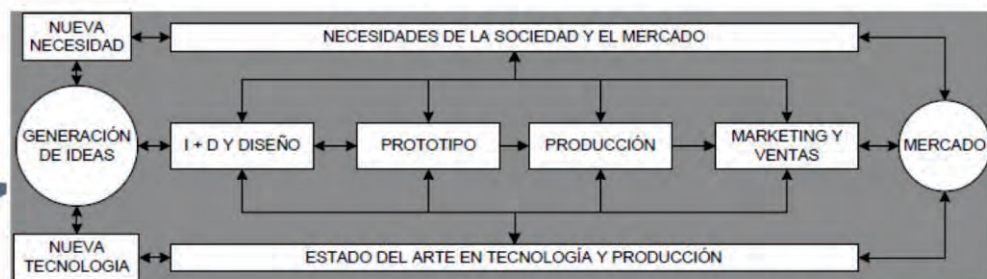 NUEVA
NECESIDAD
NECESIDADES DE LA SOCIEDAD Y EL MERCADO
GENERACIÓN
DE IDEAS
I + D Y DISEÑO
PROTOTIPO
PRODUCCIÓN
MARKETING Y
VENTAS
MERCADO
NUEVA
TECNOLOGIA
ESTADO DEL ARTE EN TECNOLOGÍA Y PRODUCCIÓN